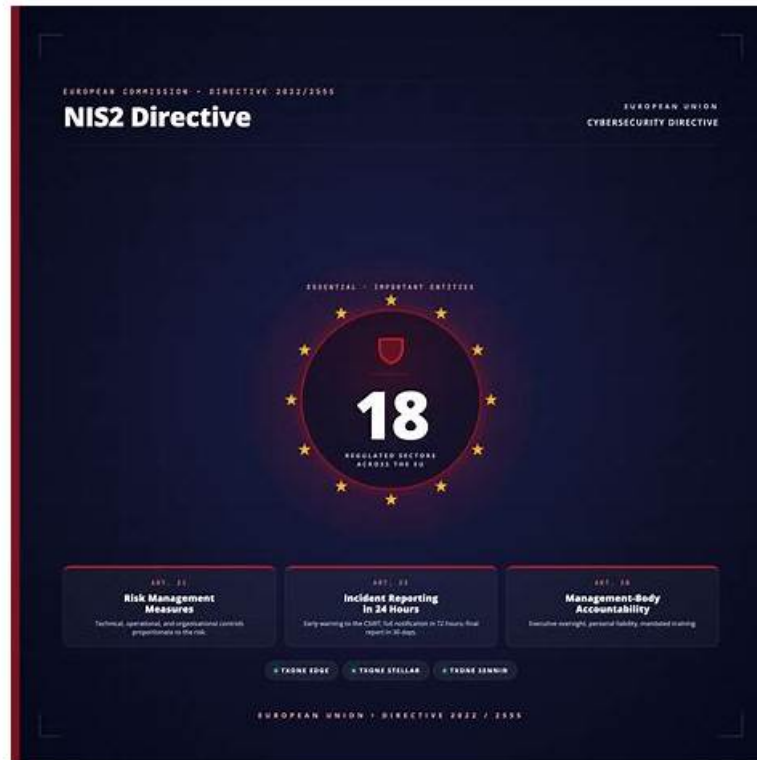 EUROPEAN COMMISSION • DIRECTIVE 2022/2555
NIS2 Directive
EUROPEAN UNION
CYBERSECURITY DIRECTIVE
ESSENTIAL · IMPORTANT ENTITIES
18
REGULATED SECTORS
ACROSS THE EU
ART. 21
Risk Management
Measures
Technical, operational, and organisational controls
proportionate to the risk.
ART. 23
Incident Reporting
in 24 Hours
Early-warning to the CSIRT, full notification in 72 hours, final
report in 30 days.
ART. 20
Management-Body
Accountability
Executive oversight, personal liability, mandated training.
TXONE EDGE
TXONE STELLAR
TXONE SENNIN
EUROPEAN UNION • DIRECTIVE 2022 / 2555